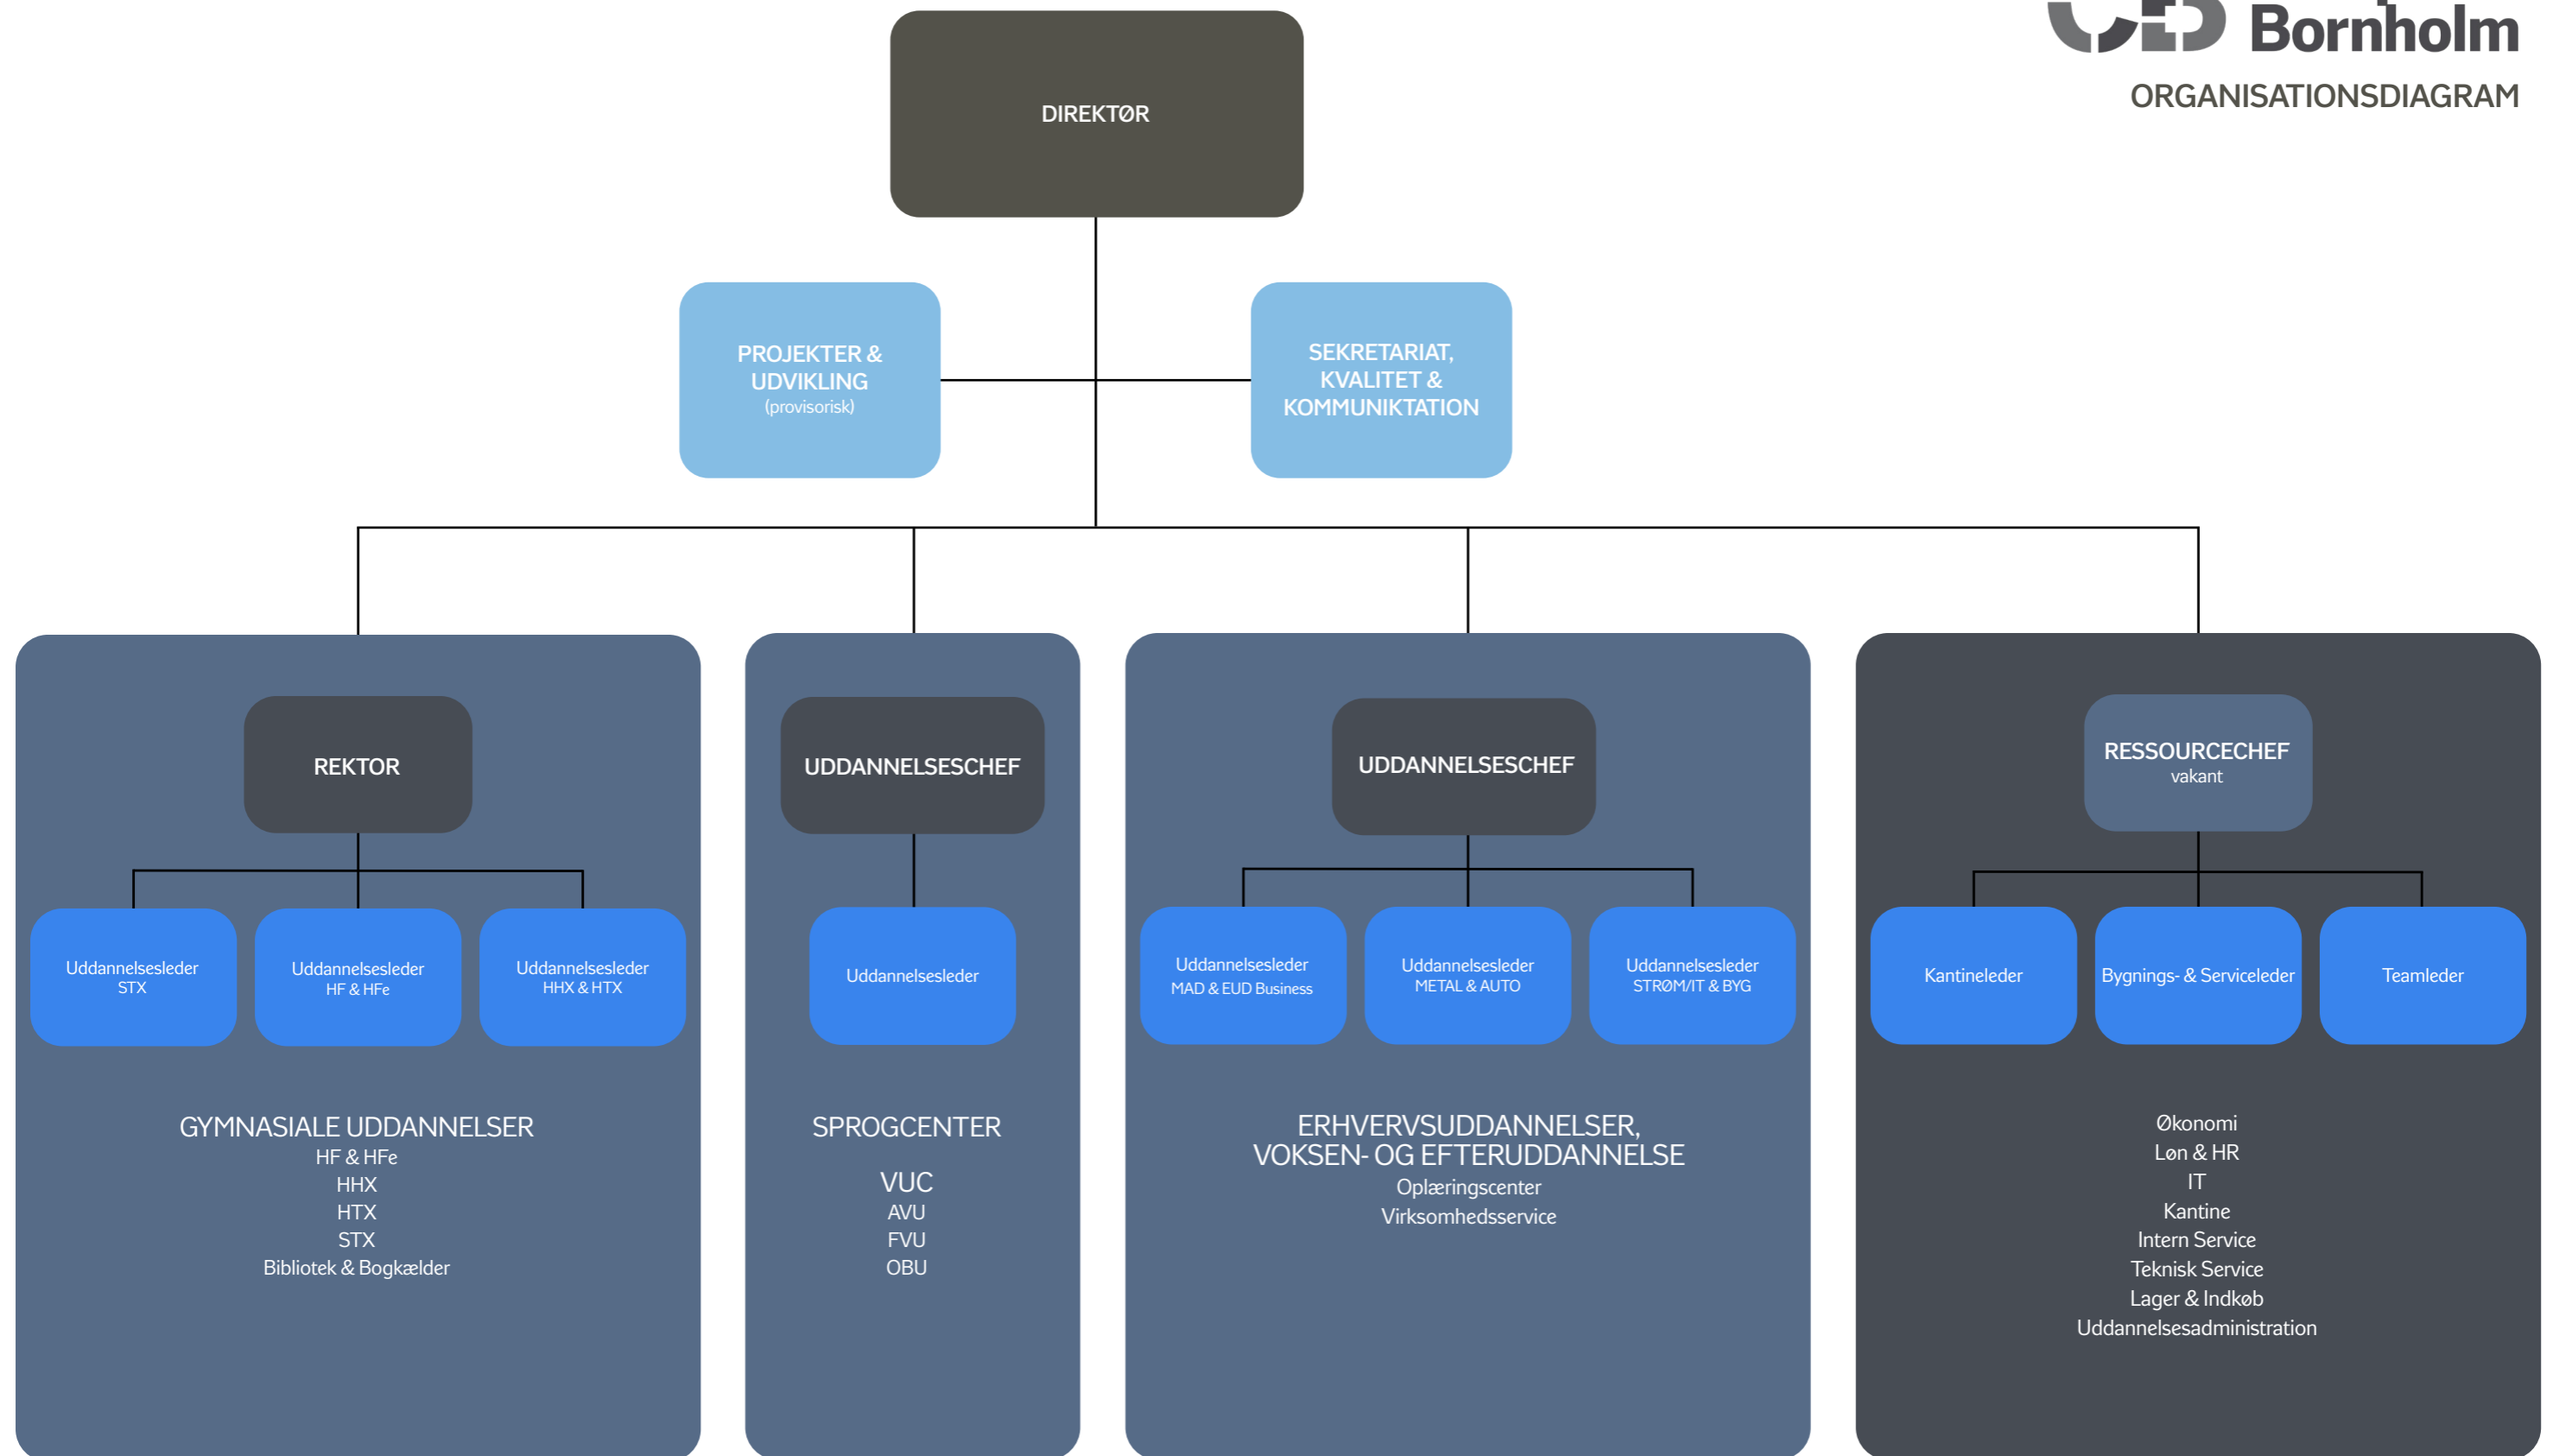 Bornholm
ORGANISATIONSDIAGRAM
DIREKTØR
PROJEKTER &
UDVIKLING
(provisorisk)
SEKRETARIAT,
KVALITET &
KOMMUNIKTATION
REKTOR
Uddannelsesleder
STX
Uddannelsesleder
HF & HFe
Uddannelsesleder
HHX & HTX
GYMNASIALE UDDANNELSER
HF & HFe
HHX
HTX
STX
Bibliotek & Bogkælder
UDDANNELSESCHEF
Uddannelsesleder
SPROGCENTER
VUC
AVU
FVU
OBU
UDDANNELSESCHEF
Uddannelsesleder
MAD & EUD Business
Uddannelsesleder
METAL & AUTO
Uddannelsesleder
STRØM/IT & BYG
ERHVERVSUDDANNELSER,
VOKSEN- OG EFTERUDDANNELSE
Oplæringscenter
Virksomhedsservice
RESSOURCECHEF
vakant
Kantineleder
Bygnings- & Serviceleder
Teamleder
Økonomi
Løn & HR
IT
Kantine
Intern Service
Teknisk Service
Lager & Indkøb
Uddannelsesadministration